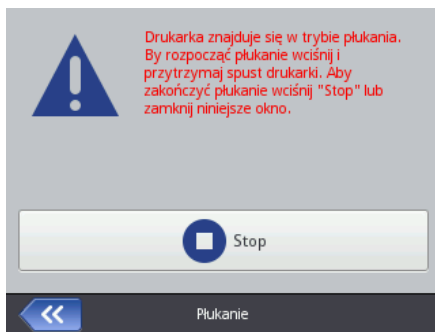 Drukarka znajduje się w trybie płukania.
By rozpocząć płukanie wciśnij i
przytrzymaj spust drukarki. Aby
zakończyć płukanie wciśnij "Stop" lub
zamknij niniejsze okno.
Stop
Płukanie